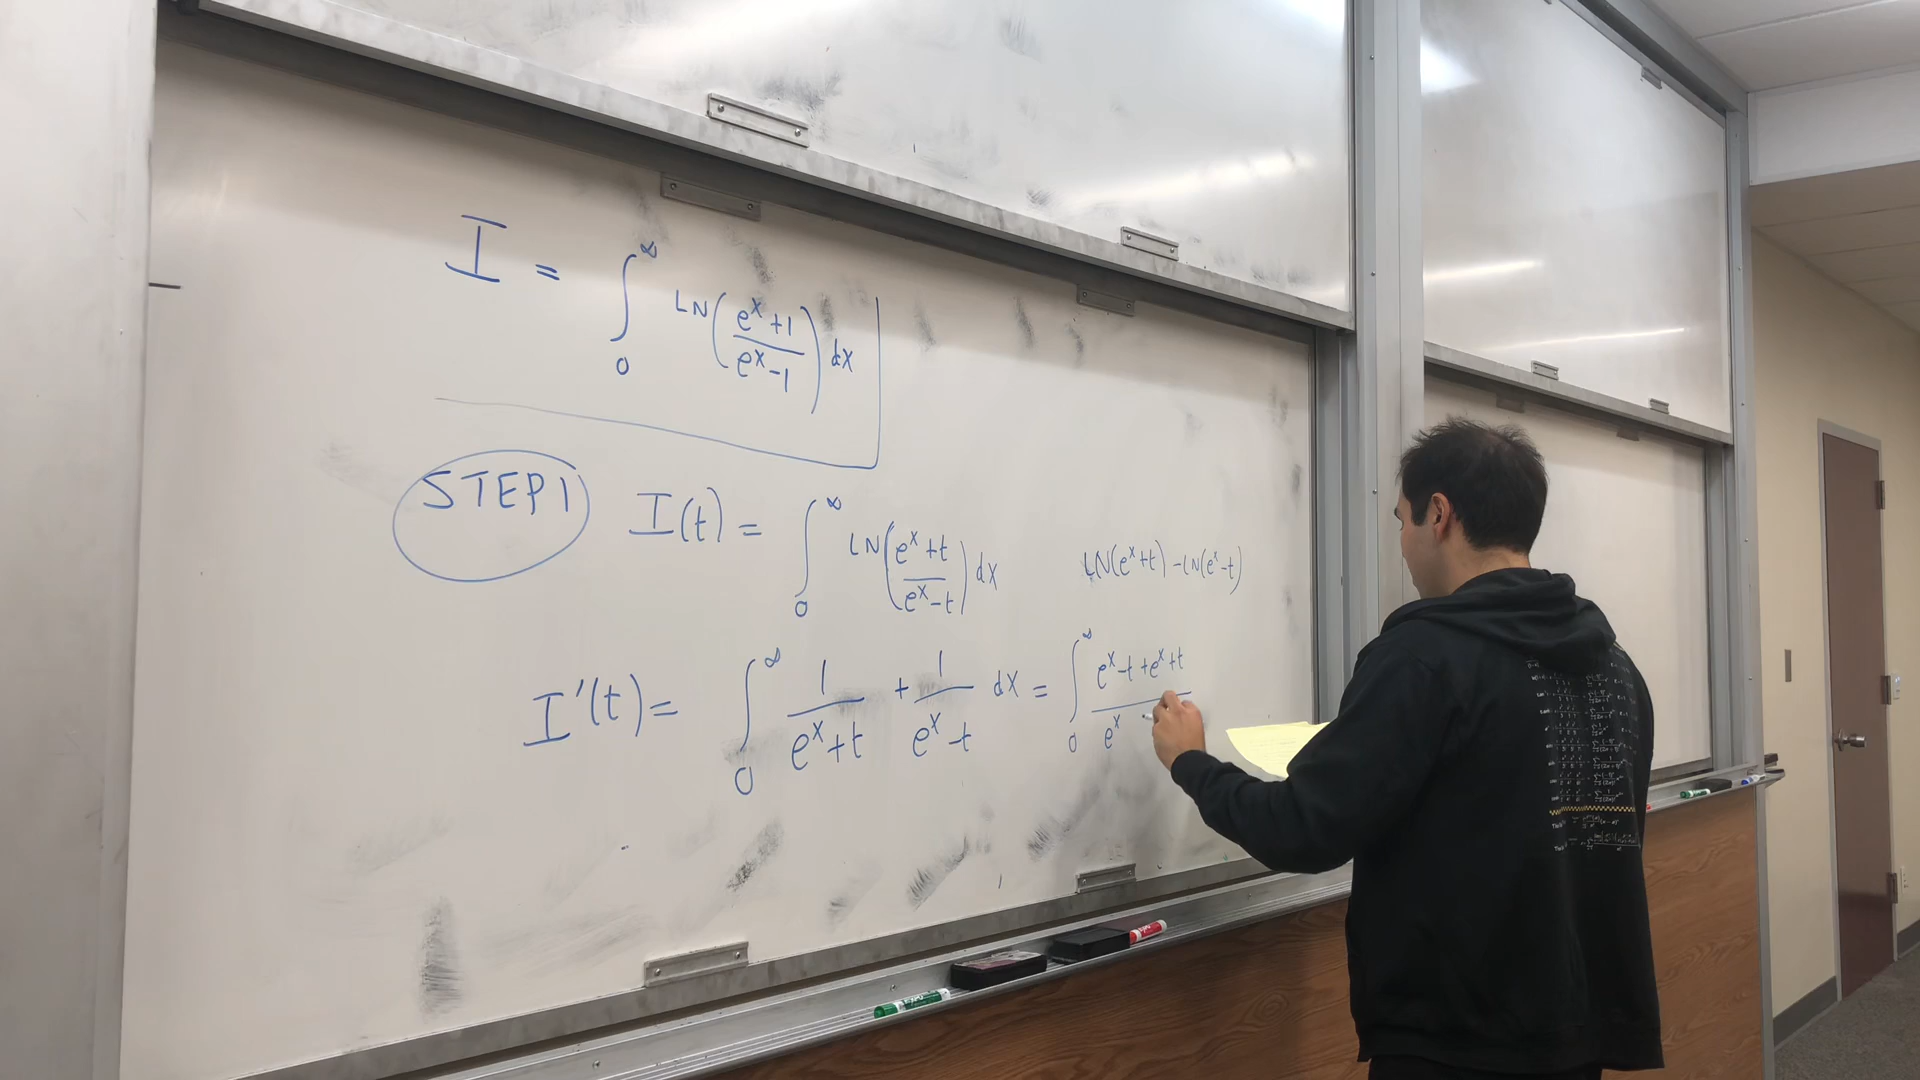 I = ∫₀^∞ LN((eˣ+1)/(eˣ-1)) dx
STEP 1
I(t) = ∫₀^∞ LN((eˣ+t)/(eˣ-t)) dx
LN(eˣ+t)-LN(eˣ-t)
I'(t) = ∫₀^∞ 1/(eˣ+t) + 1/(eˣ-t) dx = ∫₀^∞ (eˣ-t+eˣ+t)/(eˣ
EXPO